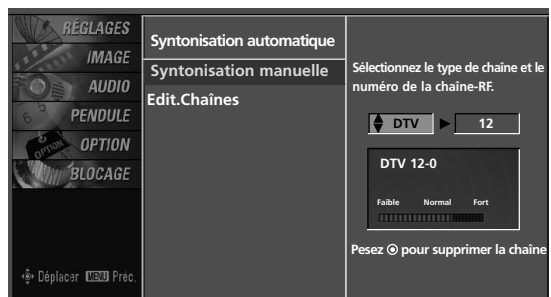 RÉGLAGES
IMAGE
AUDIO
PENDULE
OPTION
BLOCAGE
Déplacer MENU Préc.
Syntonisation automatique
Syntonisation manuelle
Edit.Chaînes
Sélectionnez le type de chaîne et le
numéro de la chaîne-RF.
DTV 12
DTV 12-0
Faible Normal Fort
Pesez pour supprimer la chaîne